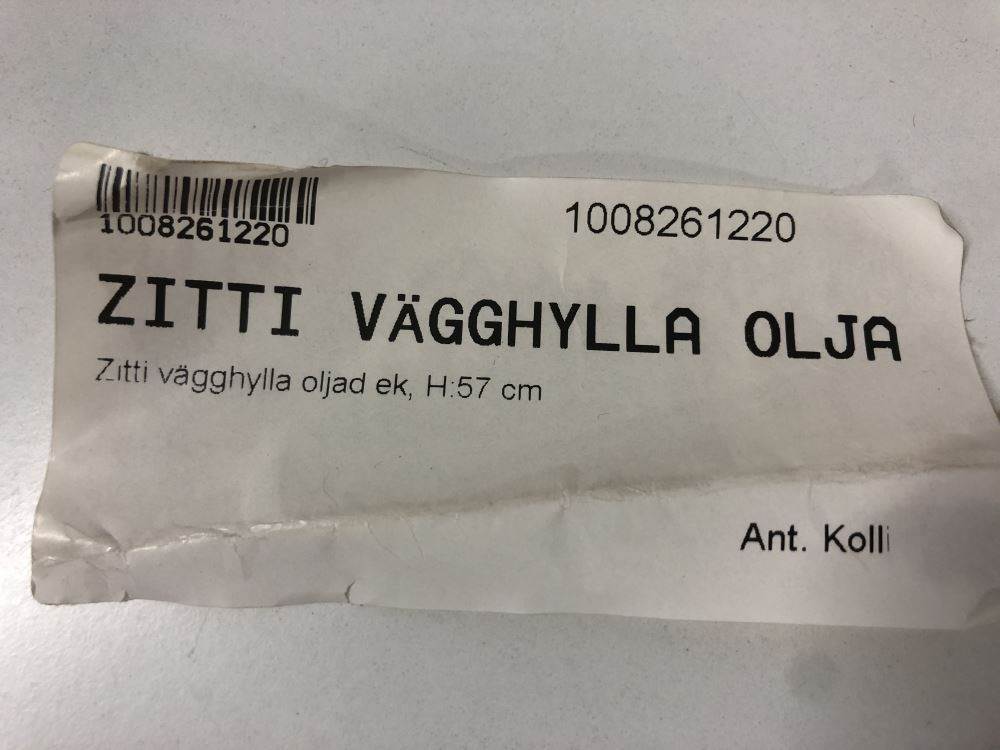 1008261220
1008261220
ZITTI VÄGGHYLLA OLJA
Zitti vägghylla oljad ek, H:57 cm
Ant. Kolli